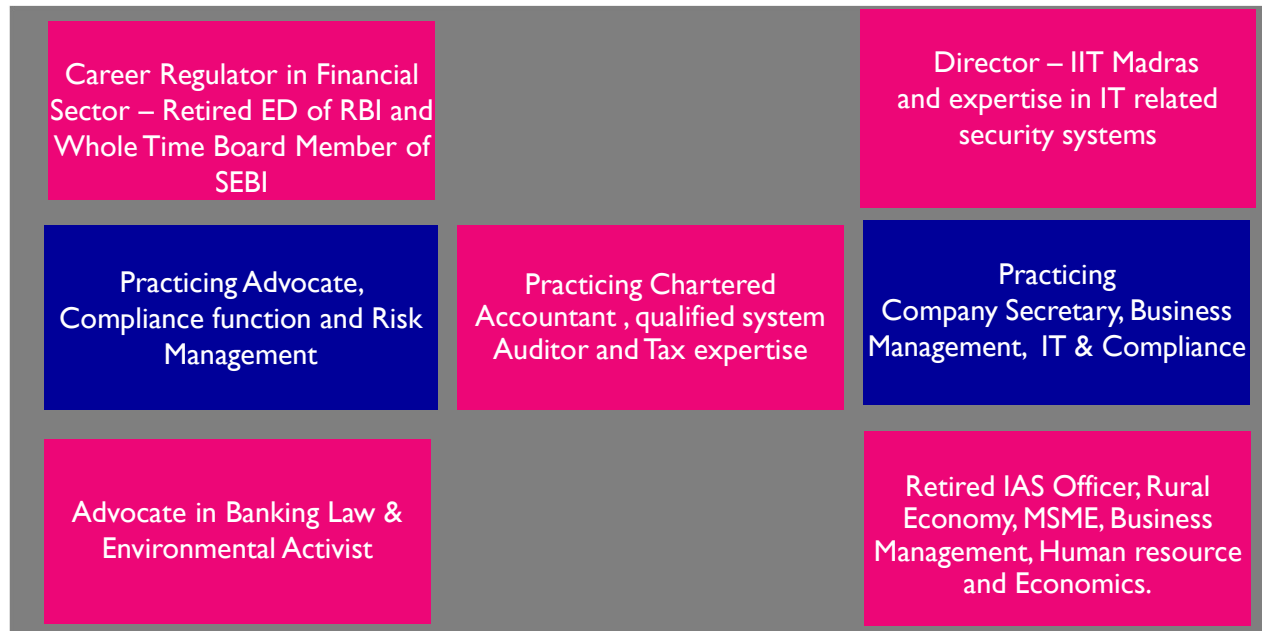 Career Regulator in Financial
Sector – Retired ED of RBI and
Whole Time Board Member of
SEBI
Director – IIT Madras
and expertise in IT related
security systems
Practicing Advocate,
Compliance function and Risk
Management
Practicing Chartered
Accountant , qualified system
Auditor and Tax expertise
Practicing
Company Secretary, Business
Management, IT & Compliance
Advocate in Banking Law &
Environmental Activist
Retired IAS Officer, Rural
Economy, MSME, Business
Management, Human resource
and Economics.